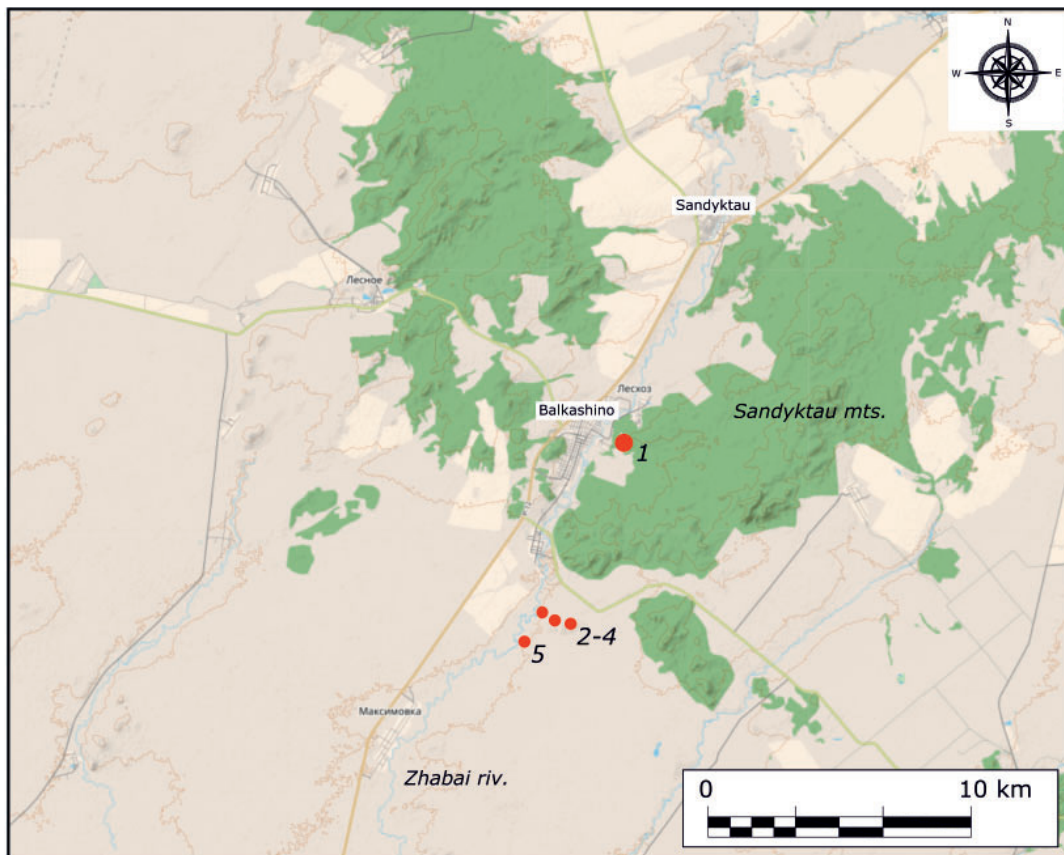 N
W E
S
Sandyktau
Лесное
Лесхоз
Balkashino
Sandyktau mts.
1
2-4
5
Максимовка
Zhabai riv.
0 10 km